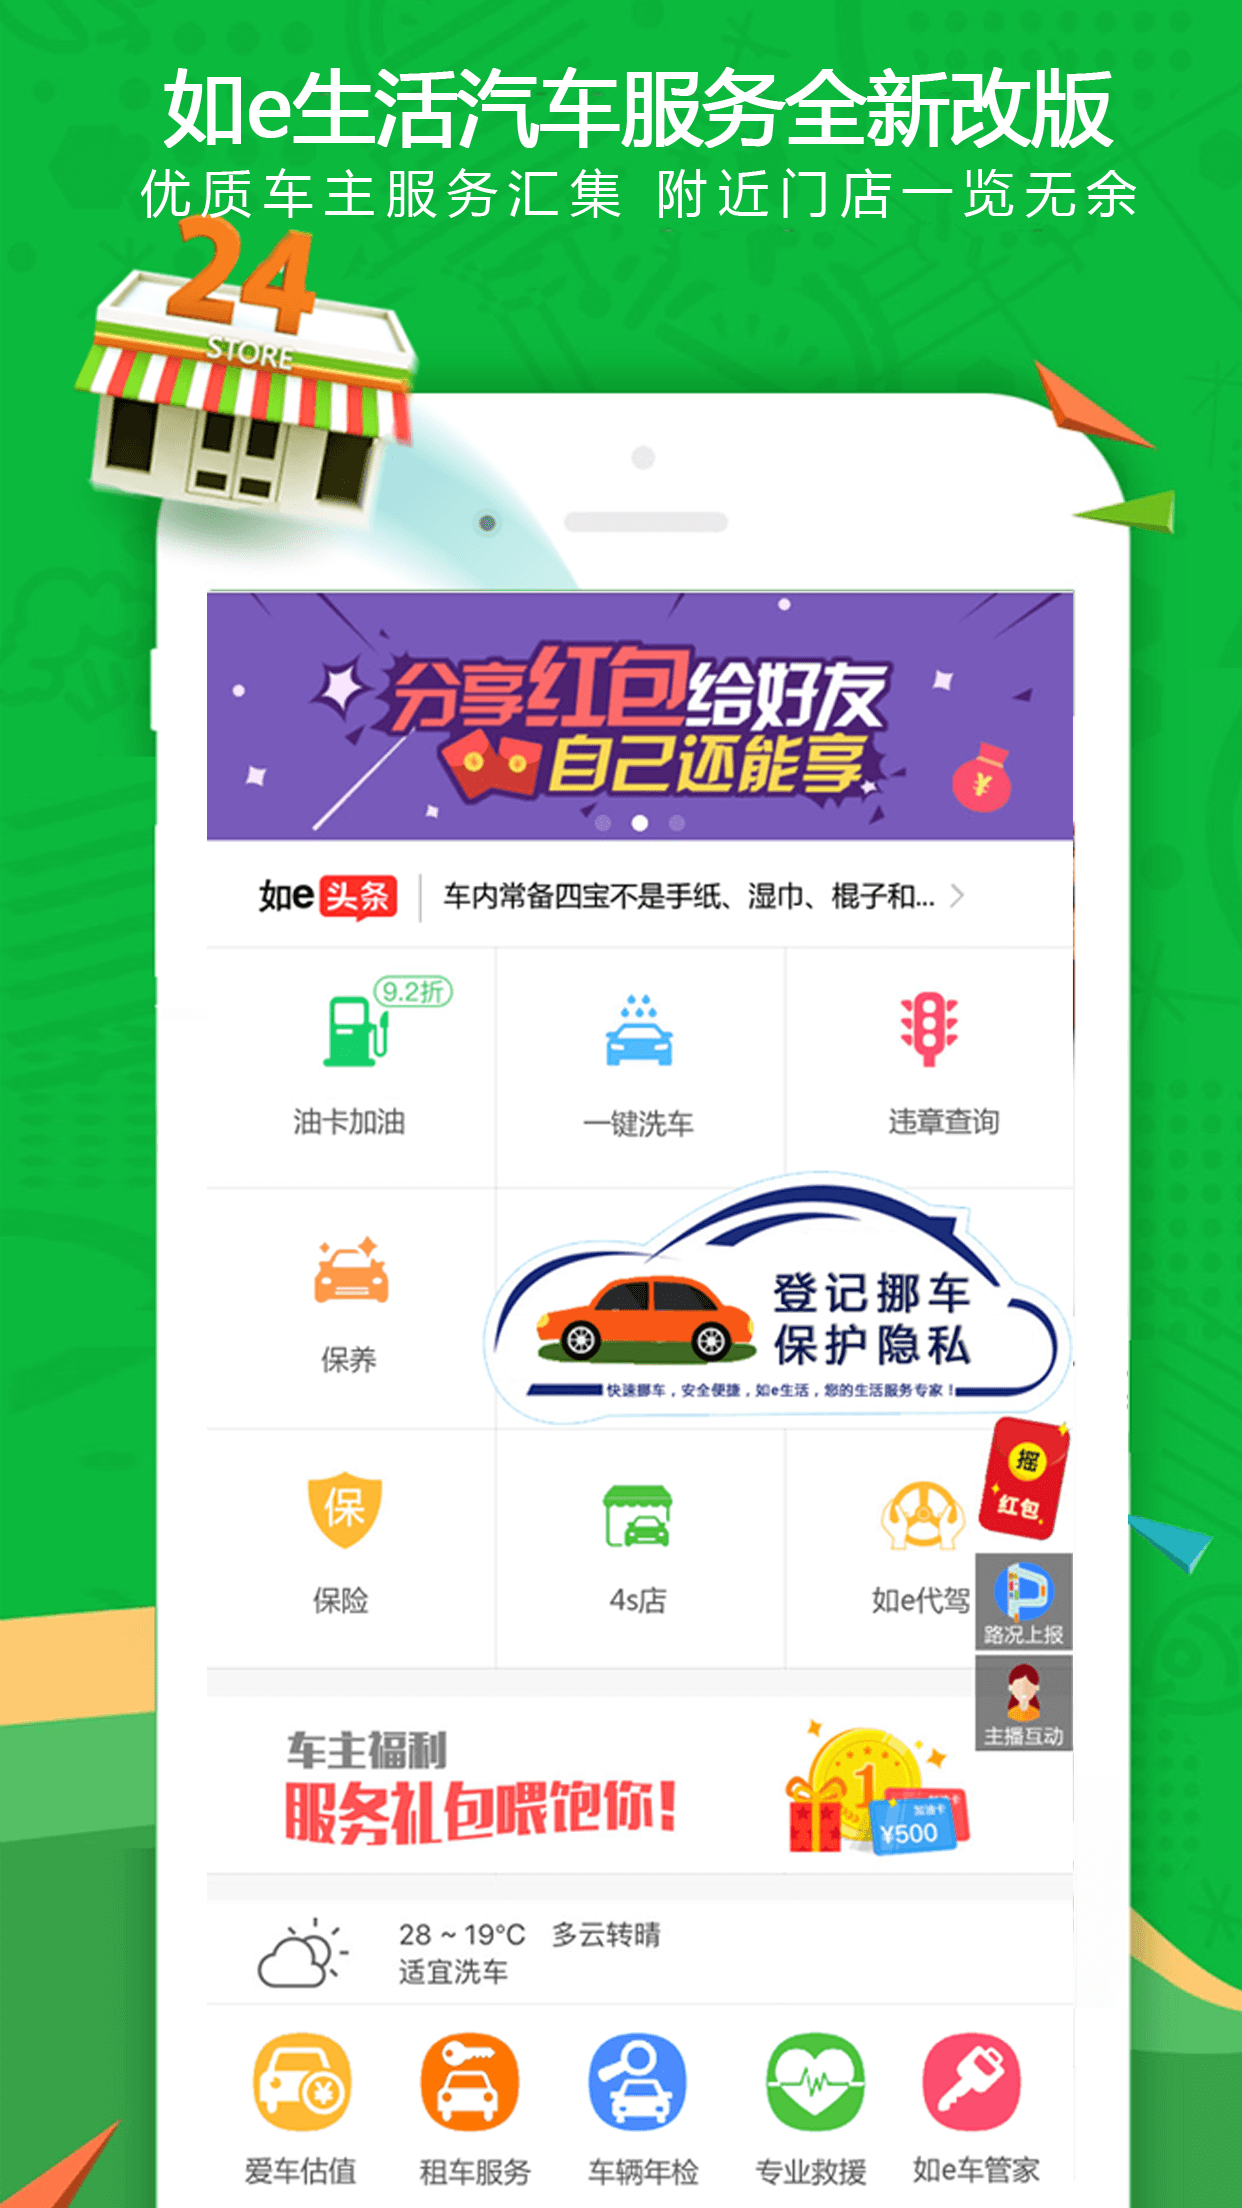 如e生活汽车服务全新改版
优质车主服务汇集 附近门店一览无余
24
STORE
分享红包给好友
自己还能享
¥
如e 头条 车内常备四宝不是手纸、湿巾、棍子和...
9.2折
油卡加油 一键洗车 违章查询
登记挪车
保护隐私
保养
快速挪车，安全便捷，如e生活，您的生活服务专家！
摇
红包
保
保险 4s店 如e代驾
路况上报
主播互动
车主福利
服务礼包喂饱你！
1
加油卡
¥500
28 ~ 19°C 多云转晴
适宜洗车
¥
爱车估值 租车服务 车辆年检 专业救援 如e车管家